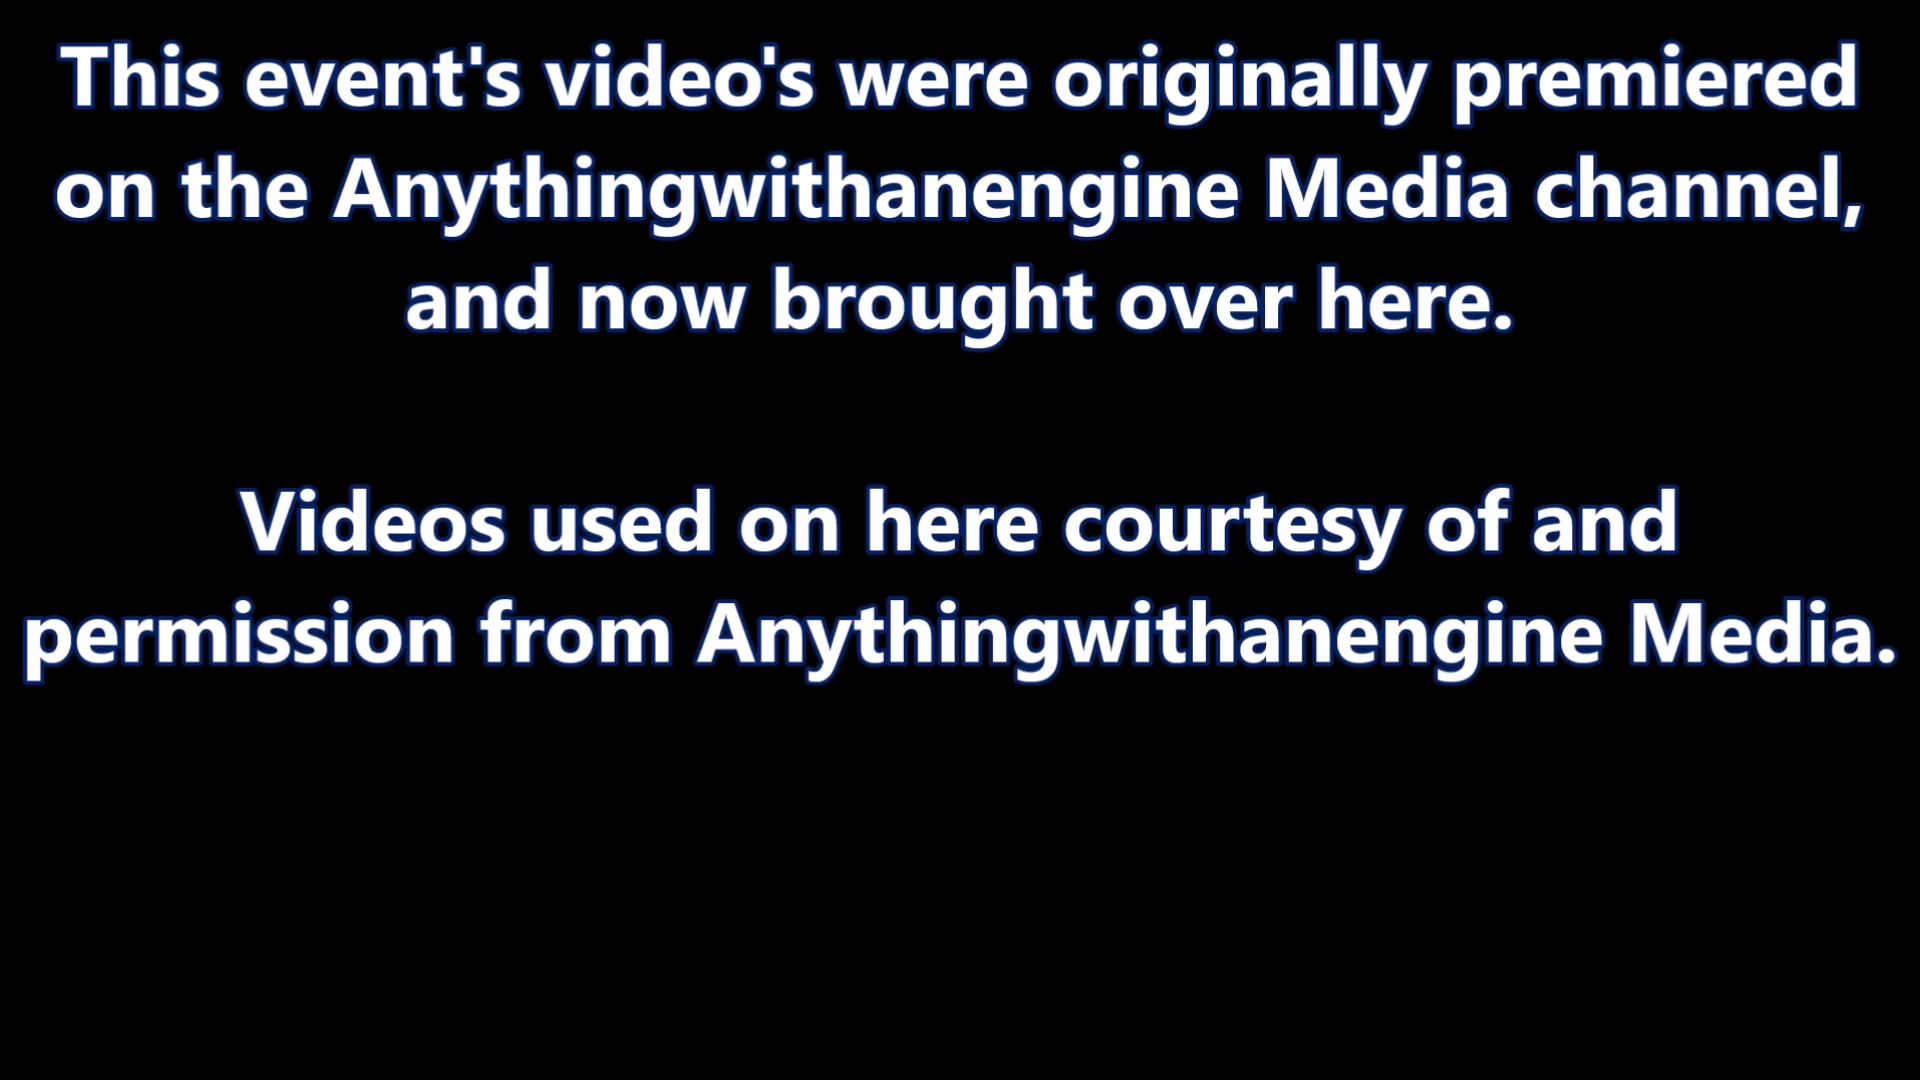 This event's video's were originally premiered
on the Anythingwithanengine Media channel,
and now brought over here.
Videos used on here courtesy of and
permission from Anythingwithanengine Media.